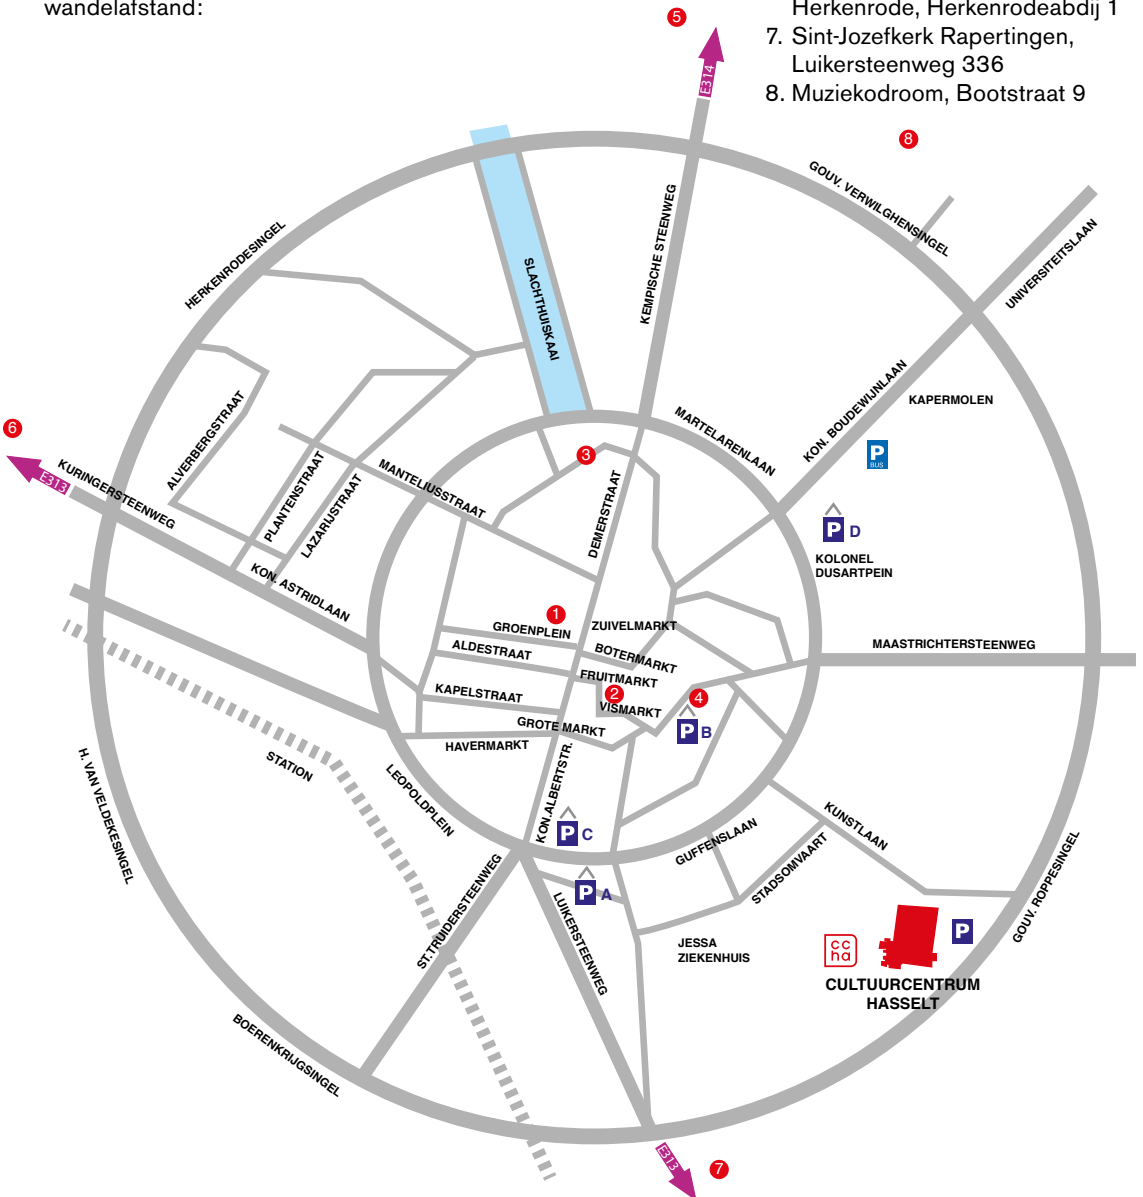 wandelafstand:
Herkenrode, Herkenrodeabdij 1
7. Sint-Jozefkerk Rapertingen,
Luikersteenweg 336
8. Muziekodroom, Bootstraat 9
5
E314
8
GOUV. VERWILGHENSINGEL
KEMPISCHE STEENWEG
HERKENRODESINGEL
UNIVERSITEITSLAAN
SLACHTHUISKAAI
KON. BOUDEWIJNLAAN
KAPERMOLEN
ALVERBERGSTRAAT
MARTELARENLAAN
6
3
P
BUS
E313
KURINGERSTEENWEG
PLANTENSTRAAT
LAZARIJSTRAAT
MANTELIUSSTRAAT
DEMERSTRAAT
P D
KOLONEL
DUSARTPEIN
KON. ASTRIDLAAN
1
GROENPLEIN
ZUIVELMARKT
ALDESTRAAT
BOTERMARKT
MAASTRICHTERSTEENWEG
FRUITMARKT
KAPELSTRAAT
2
4
VISMARKT
GROTE MARKT
P B
HAVERMARKT
STATION
H. VAN VELDEKESINGEL
LEOPOLDPLEIN
KON.ALBERTSTR.
P C
KUNSTLAAN
GUFFENSLAAN
STADSOMVAART
GOUV. ROPPESINGEL
P A
ST.TRUIDERSTEENWEG
LUIKERSTEENWEG
JESSA
ZIEKENHUIS
cc
ha
P
CULTUURCENTRUM
HASSELT
BOERENKRIJGSINGEL
E313
7